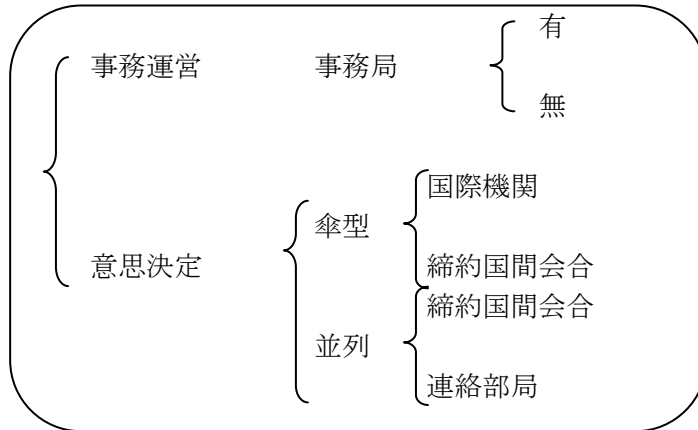 有
事務運営 事務局
無
国際機関
傘型
意思決定 締約国間会合
締約国間会合
並列
連絡部局